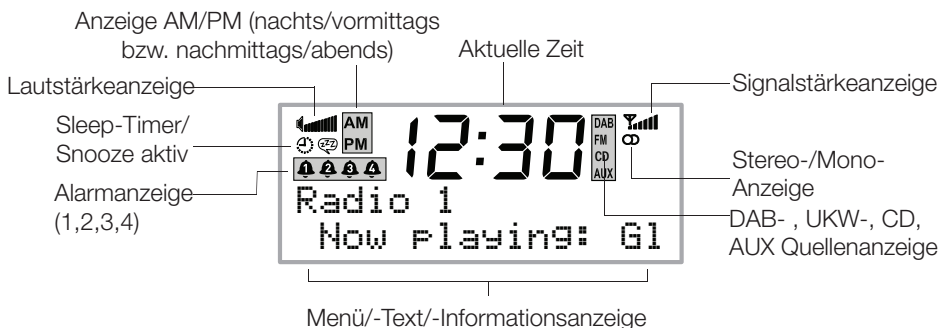 Anzeige AM/PM (nachts/vormittags
bzw. nachmittags/abends)
Aktuelle Zeit
Lautstärkeanzeige
Signalstärkeanzeige
Sleep-Timer/
Snooze aktiv
Alarmanzeige
(1,2,3,4)
AM
PM
zZZ
1 2 3 4
12:30
DAB
FM
CD
AUX
Radio 1
Now playing: Gl
Stereo-/Mono-
Anzeige
DAB- , UKW-, CD,
AUX Quellenanzeige
Menü/-Text/-Informationsanzeige